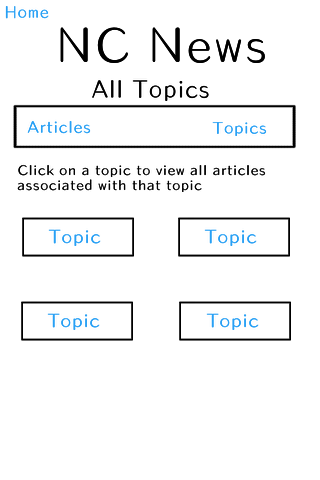 Home
NC News
All Topics
Articles Topics
Click on a topic to view all articles
associated with that topic
Topic Topic
Topic Topic